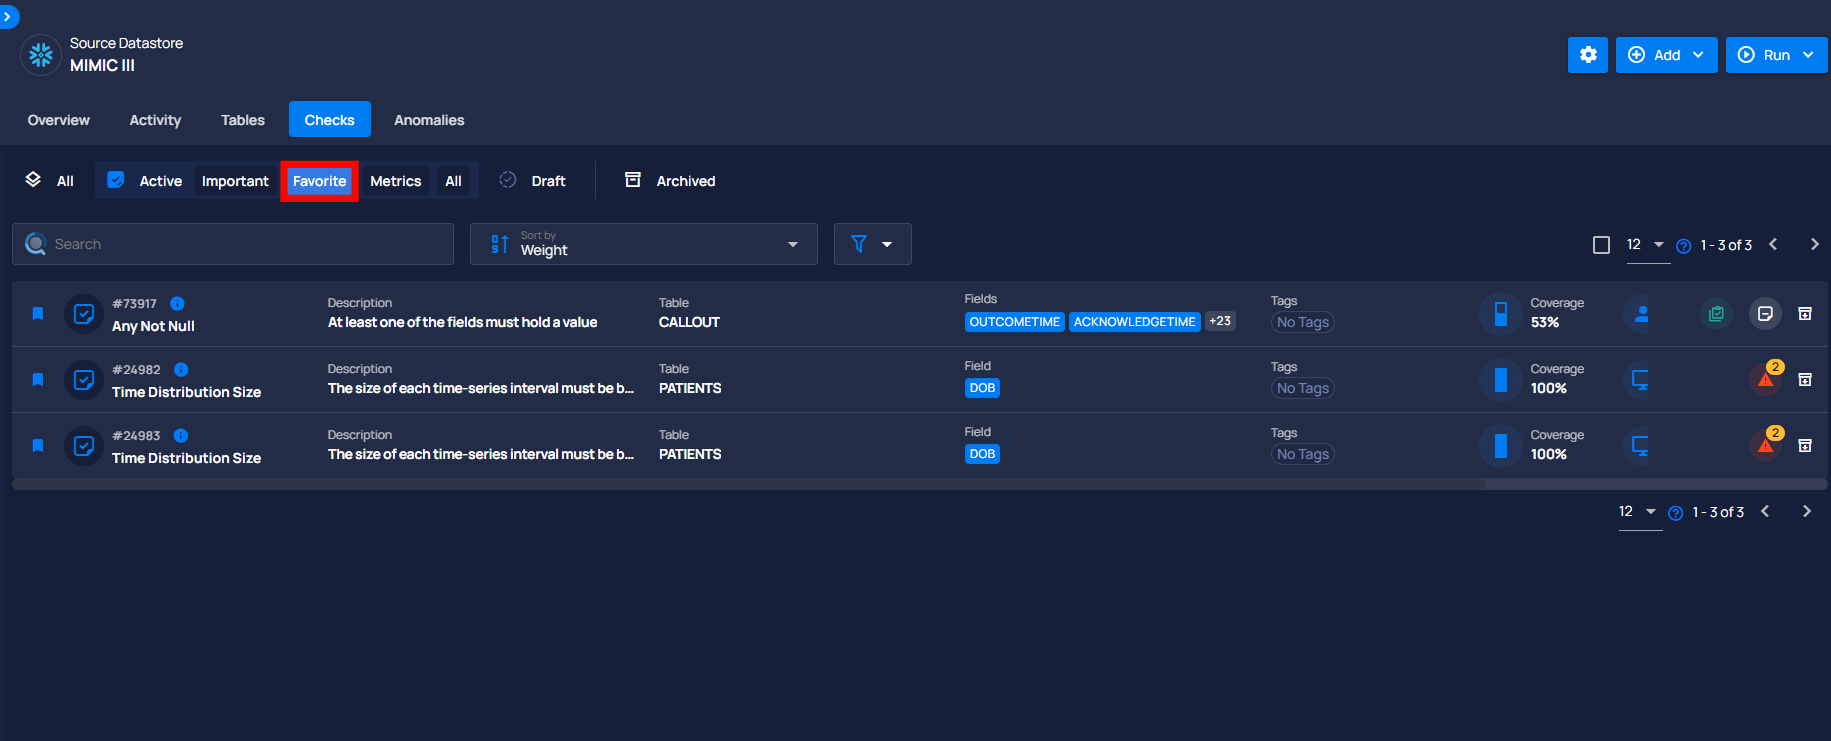 Source Datastore
MIMIC III
Add
Run
Overview Activity Tables Checks Anomalies
All Active Important Favorite Metrics All Draft Archived
Search
Sort by
Weight
12 1 - 3 of 3
#73917
Any Not Null
Description
At least one of the fields must hold a value
Table
CALLOUT
Fields
OUTCOMETIME ACKNOWLEDGETIME +23
Tags
No Tags
Coverage
53%
#24982
Time Distribution Size
Description
The size of each time-series interval must be b...
Table
PATIENTS
Field
DOB
Tags
No Tags
Coverage
100%
2
#24983
Time Distribution Size
Description
The size of each time-series interval must be b...
Table
PATIENTS
Field
DOB
Tags
No Tags
Coverage
100%
2
12 1 - 3 of 3